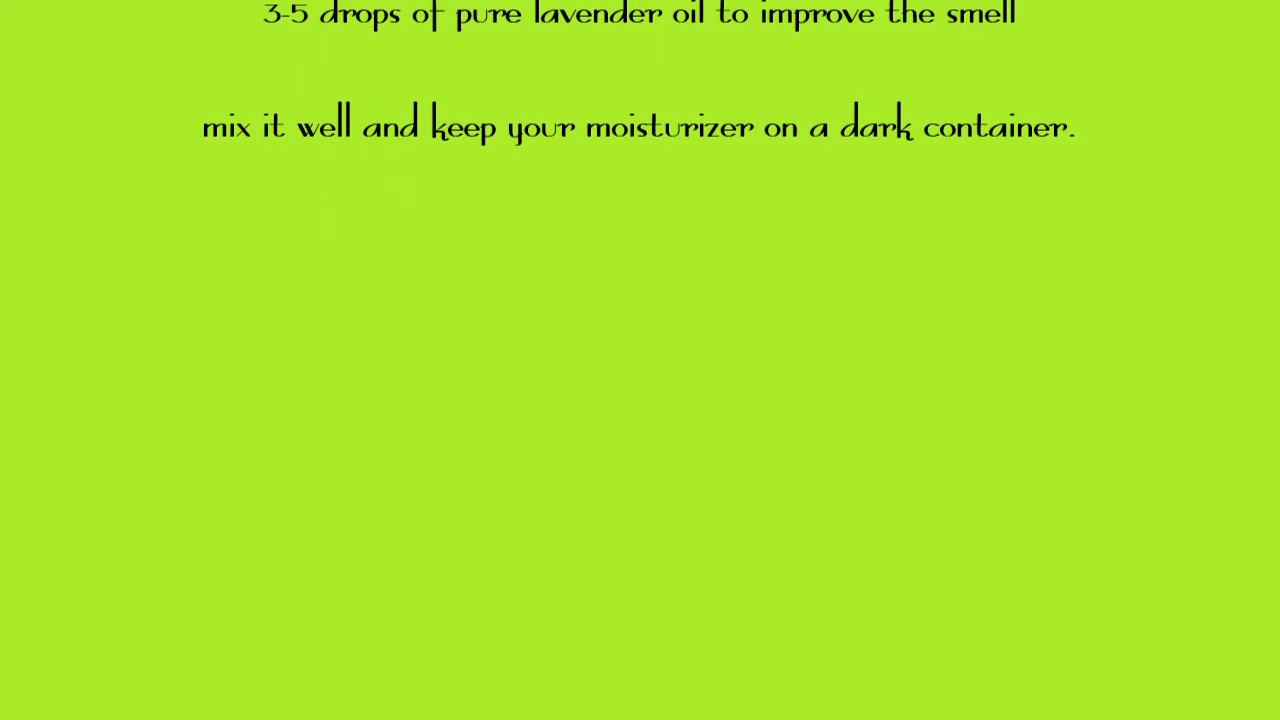 3-5 drops of pure lavender oil to improve the smell
mix it well and keep your moisturizer on a dark container.